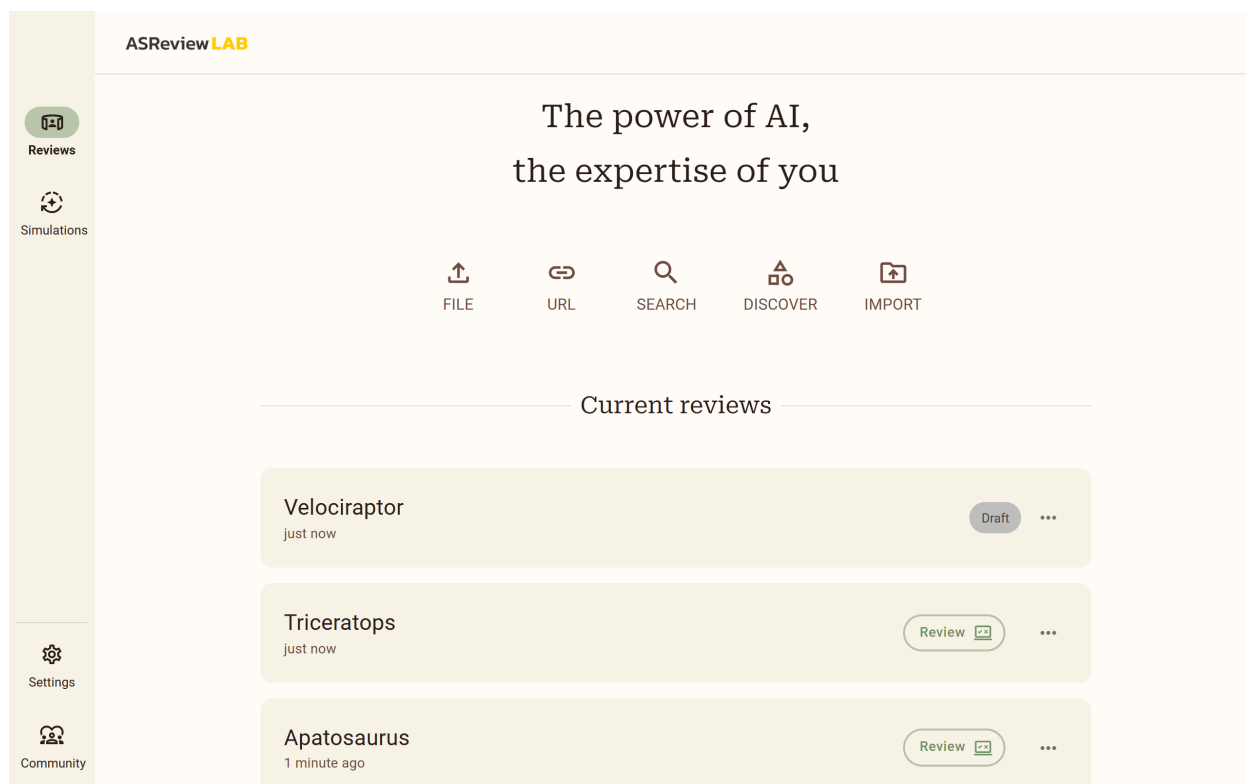 ASReview LAB
Reviews
Simulations
The power of AI,
the expertise of you
FILE
URL
SEARCH
DISCOVER
IMPORT
Current reviews
Velociraptor
just now
Draft
Triceratops
just now
Review
Apatosaurus
1 minute ago
Review
Settings
Community